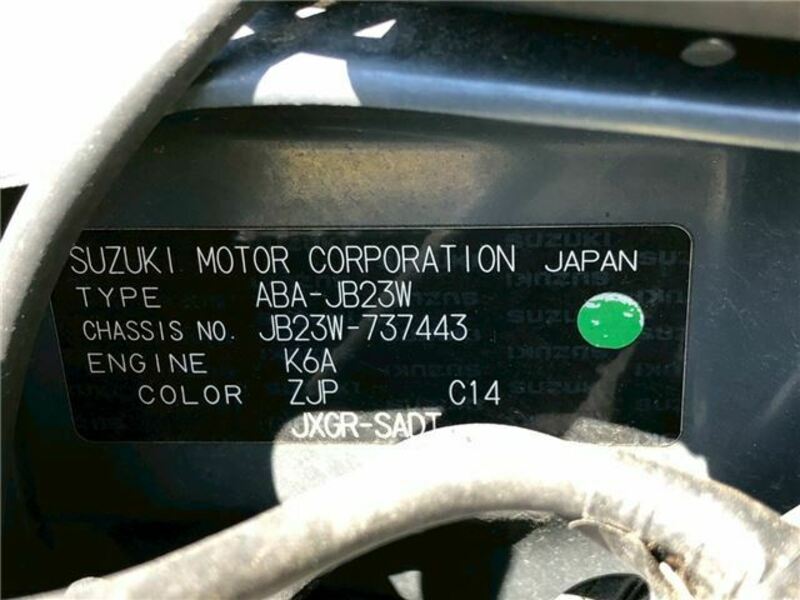 SUZUKI MOTOR CORPORATION JAPAN
TYPE ABA-JB23W
CHASSIS NO. JB23W-737443
ENGINE K6A
COLOR ZJP C14
JXGR-SADT